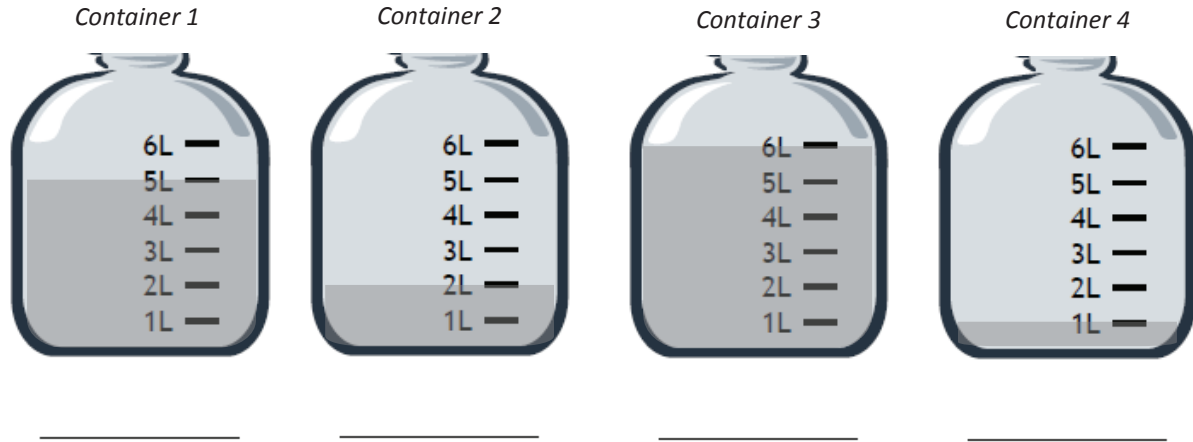 Container 1
Container 2
Container 3
Container 4
6L
5L
4L
3L
2L
1L
6L
5L
4L
3L
2L
1L
6L
5L
4L
3L
2L
1L
6L
5L
4L
3L
2L
1L